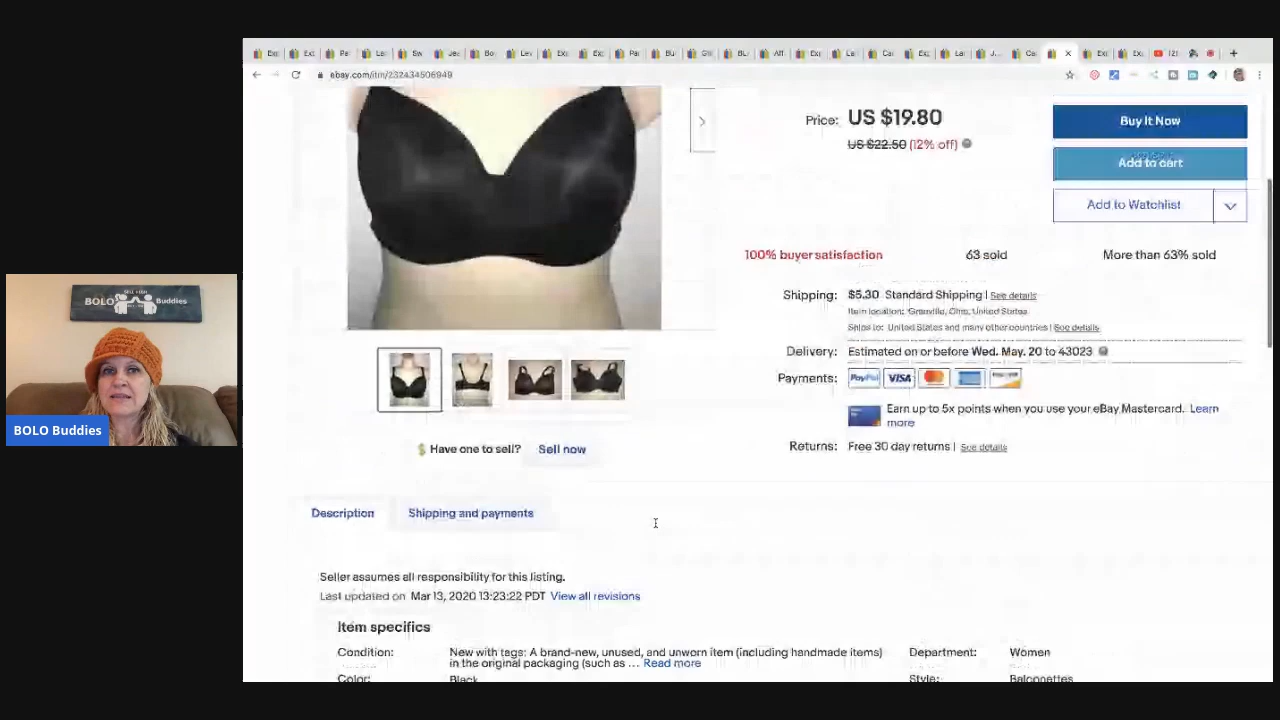 ebay.com/itm/232434506949
Price: US $19.80
US $22.50 (12% off)
Buy It Now
Add to cart
Add to Watchlist
100% buyer satisfaction 63 sold More than 63% sold
Shipping: $5.30 Standard Shipping | See details
Item location: Granville, Ohio, United States
Ships to: United States and many other countries | See details
Delivery: Estimated on or before Wed. May. 20 to 43023
Payments: PayPal VISA
Earn up to 5x points when you use your eBay Mastercard. Learn
more
Returns: Free 30 day returns | See details
Have one to sell? Sell now
Description Shipping and payments
Seller assumes all responsibility for this listing.
Last updated on Mar 13, 2020 13:23:22 PDT View all revisions
Item specifics
Condition: New with tags: A brand-new, unused, and unworn item (including handmade items)
in the original packaging (such as ... Read more
Department: Women
Color: Black
Style: Balconettes
BOLO Buddies
BOLO Buddies